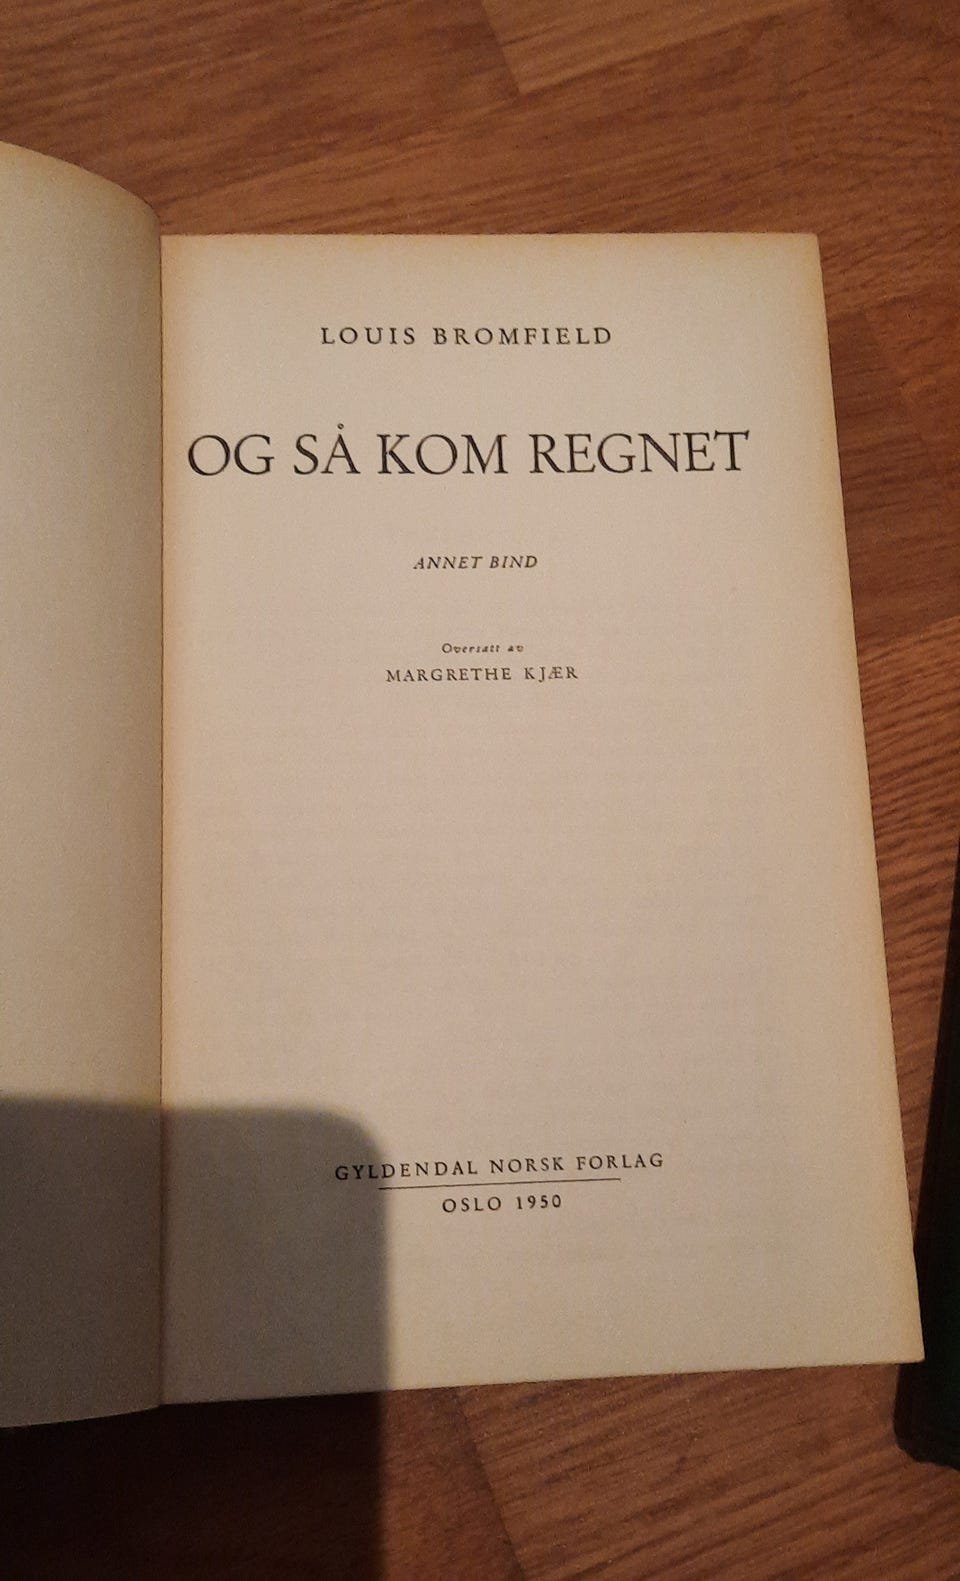 LOUIS BROMFIELD
OG SÅ KOM REGNET
ANNET BIND
Oversatt av
MARGRETHE KJÆR
GYLDENDAL NORSK FORLAG
OSLO 1950